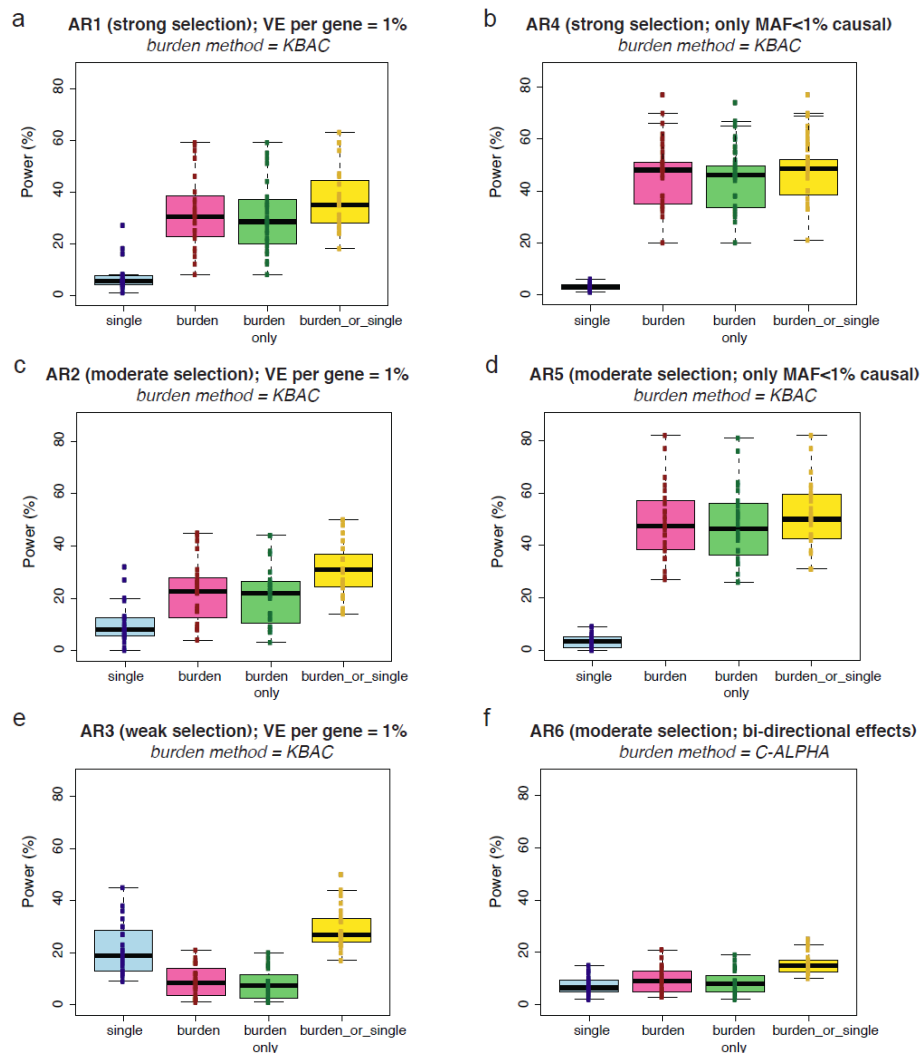 a
AR1 (strong selection); VE per gene = 1%
burden method = KBAC
Power (%)
80
60
40
20
0
single
burden
burden
only
burden_or_single
b
AR4 (strong selection; only MAF<1% causal)
burden method = KBAC
Power (%)
80
60
40
20
0
single
burden
burden
only
burden_or_single
c
AR2 (moderate selection); VE per gene = 1%
burden method = KBAC
Power (%)
80
60
40
20
0
single
burden
burden
only
burden_or_single
d
AR5 (moderate selection; only MAF<1% causal)
burden method = KBAC
Power (%)
80
60
40
20
0
single
burden
burden
only
burden_or_single
e
AR3 (weak selection); VE per gene = 1%
burden method = KBAC
Power (%)
80
60
40
20
0
single
burden
burden
only
burden_or_single
f
AR6 (moderate selection; bi-directional effects)
burden method = C-ALPHA
Power (%)
80
60
40
20
0
single
burden
burden
only
burden_or_single